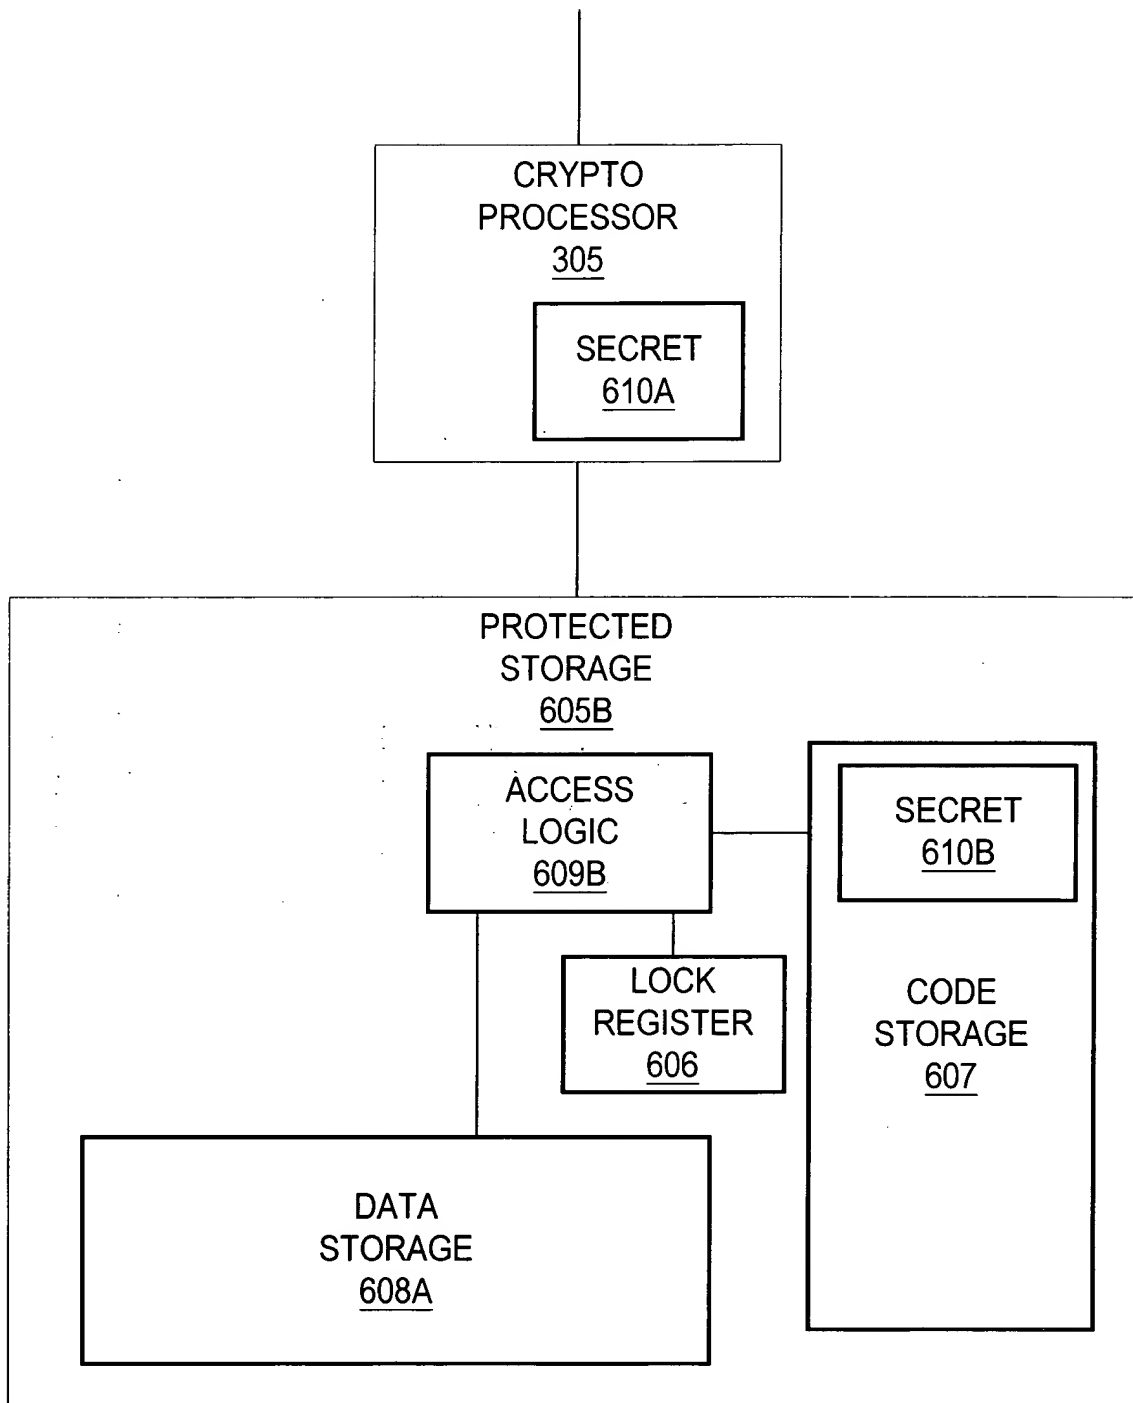 CRYPTO
PROCESSOR
305
SECRET
610A
PROTECTED
STORAGE
605B
ACCESS
LOGIC
609B
SECRET
610B
LOCK
REGISTER
606
CODE
STORAGE
607
DATA
STORAGE
608A